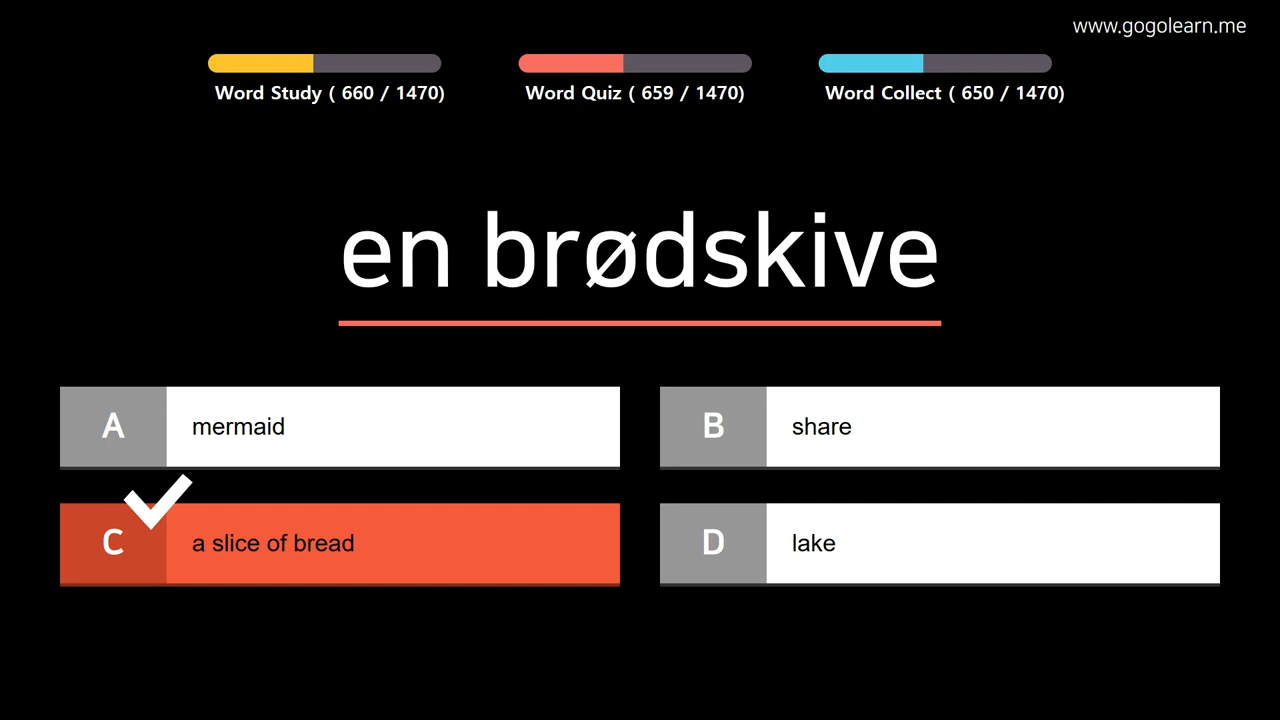 www.gogolearn.me
Word Study ( 660 / 1470)
Word Quiz ( 659 / 1470)
Word Collect ( 650 / 1470)
en brødskive
A mermaid
B share
C a slice of bread
D lake